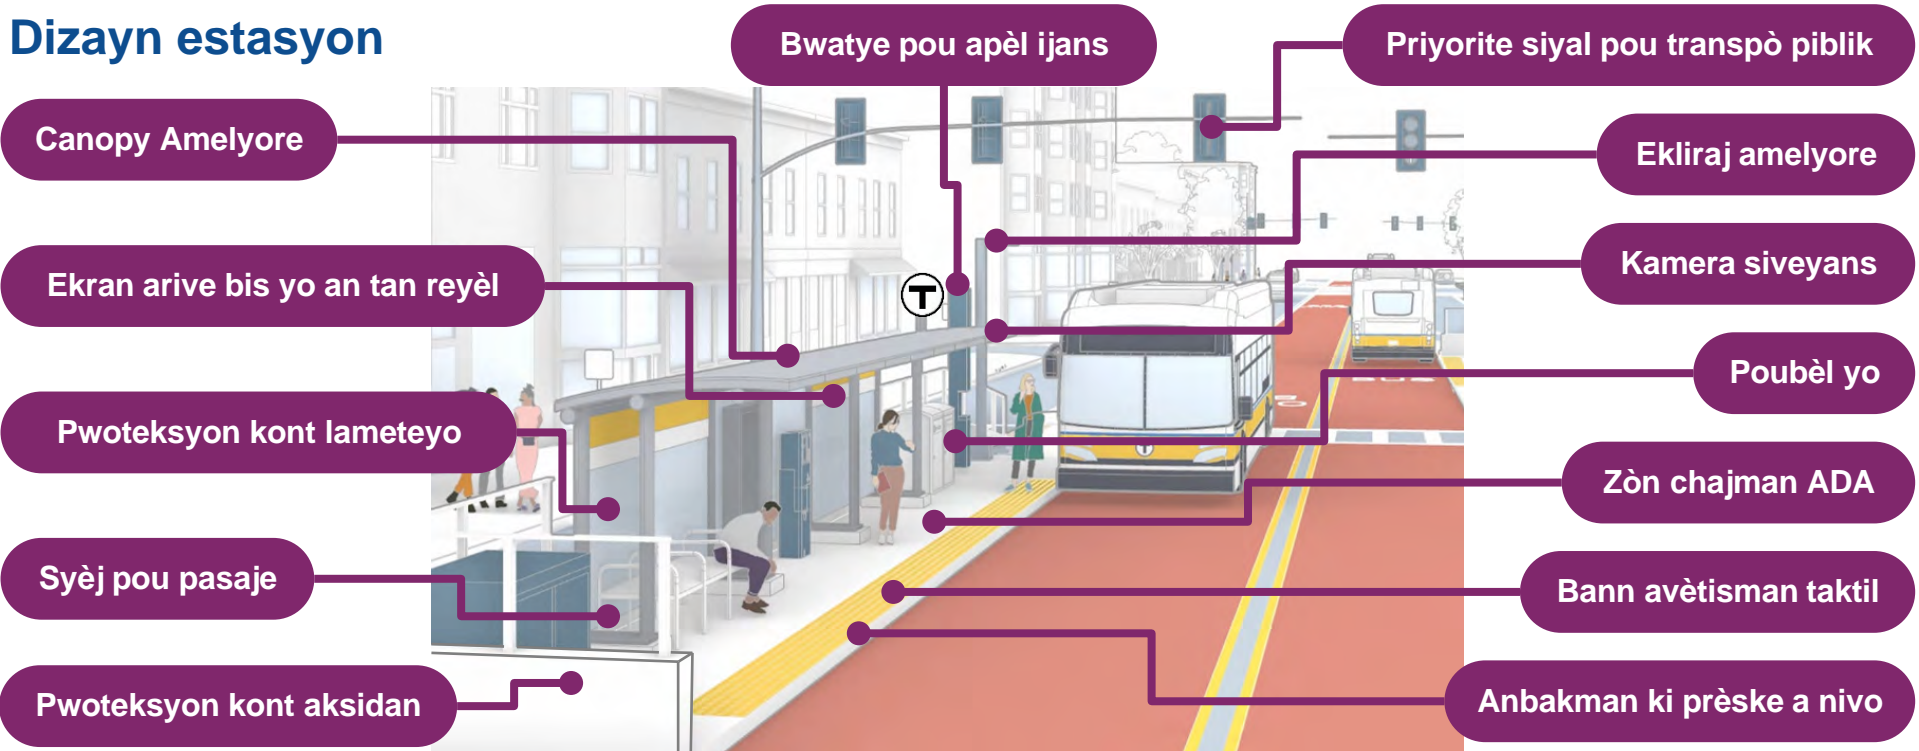 Dizayn estasyon
Bwatye pou apèl ijans
Priyorite siyal pou transpò piblik
Canopy Amelyore
Ekliraj amelyore
Ekran arive bis yo an tan reyèl
Kamera siveyans
T
Poubèl yo
Pwoteksyon kont lameteyo
Zòn chajman ADA
Syèj pou pasaje
Bann avètisman taktil
Pwoteksyon kont aksidan
Anbakman ki prèske a nivo
T